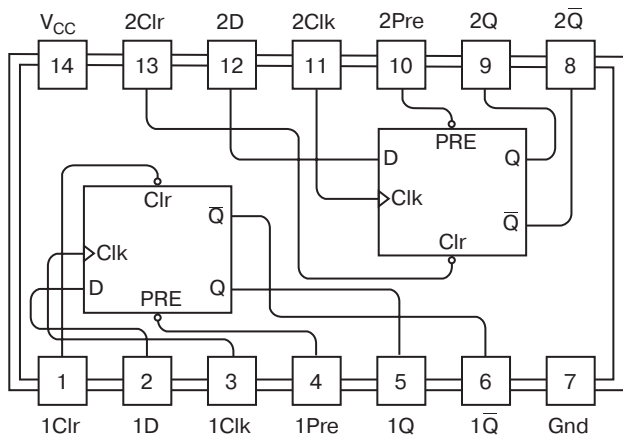 V_CC 2Clr 2D 2Clk 2Pre 2Q 2Q̅
14 13 12 11 10 9 8
PRE
D Q
Clk
Q̅
Clr
Clr
Q̅
Clk
D Q
PRE
1 2 3 4 5 6 7
1Clr 1D 1Clk 1Pre 1Q 1Q̅ Gnd